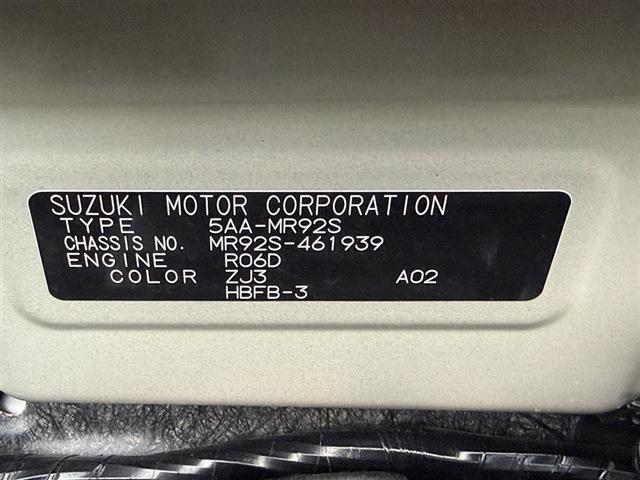 SUZUKI MOTOR CORPORATION
TYPE 5AA-MR92S
CHASSIS NO. MR92S-461939
ENGINE R06D
COLOR ZJ3 A02
HBFB-3